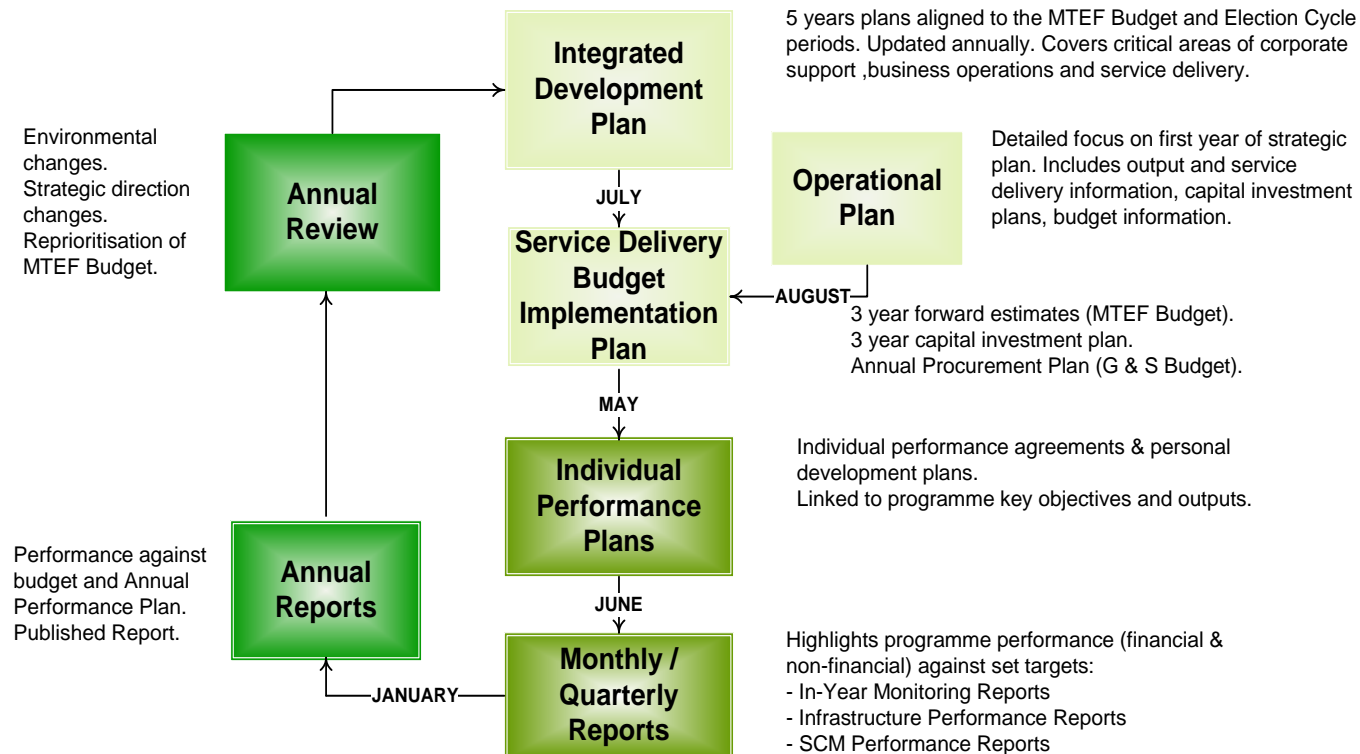 5 years plans aligned to the MTEF Budget and Election Cycle
periods. Updated annually. Covers critical areas of corporate
support ,business operations and service delivery.
Integrated
Development
Plan
Environmental
changes.
Strategic direction
changes.
Reprioritisation of
MTEF Budget.
Annual
Review
JULY
Operational
Plan
Detailed focus on first year of strategic
plan. Includes output and service
delivery information, capital investment
plans, budget information.
Service Delivery
Budget
Implementation
Plan
AUGUST
3 year forward estimates (MTEF Budget).
3 year capital investment plan.
Annual Procurement Plan (G & S Budget).
MAY
Individual
Performance
Plans
Individual performance agreements & personal
development plans.
Linked to programme key objectives and outputs.
Performance against
budget and Annual
Performance Plan.
Published Report.
Annual
Reports
JUNE
JANUARY
Monthly /
Quarterly
Reports
Highlights programme performance (financial &
non-financial) against set targets:
- In-Year Monitoring Reports
- Infrastructure Performance Reports
- SCM Performance Reports